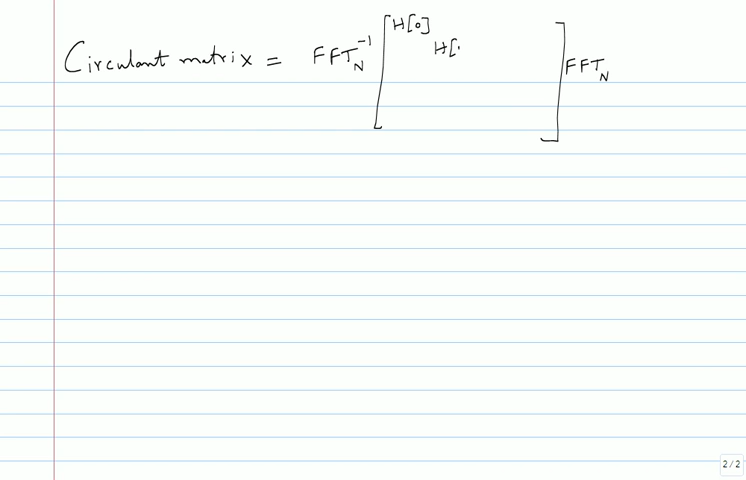 Circulant matrix = FFT_N^{-1} [ H[0] H[. ] FFT_N
2/2